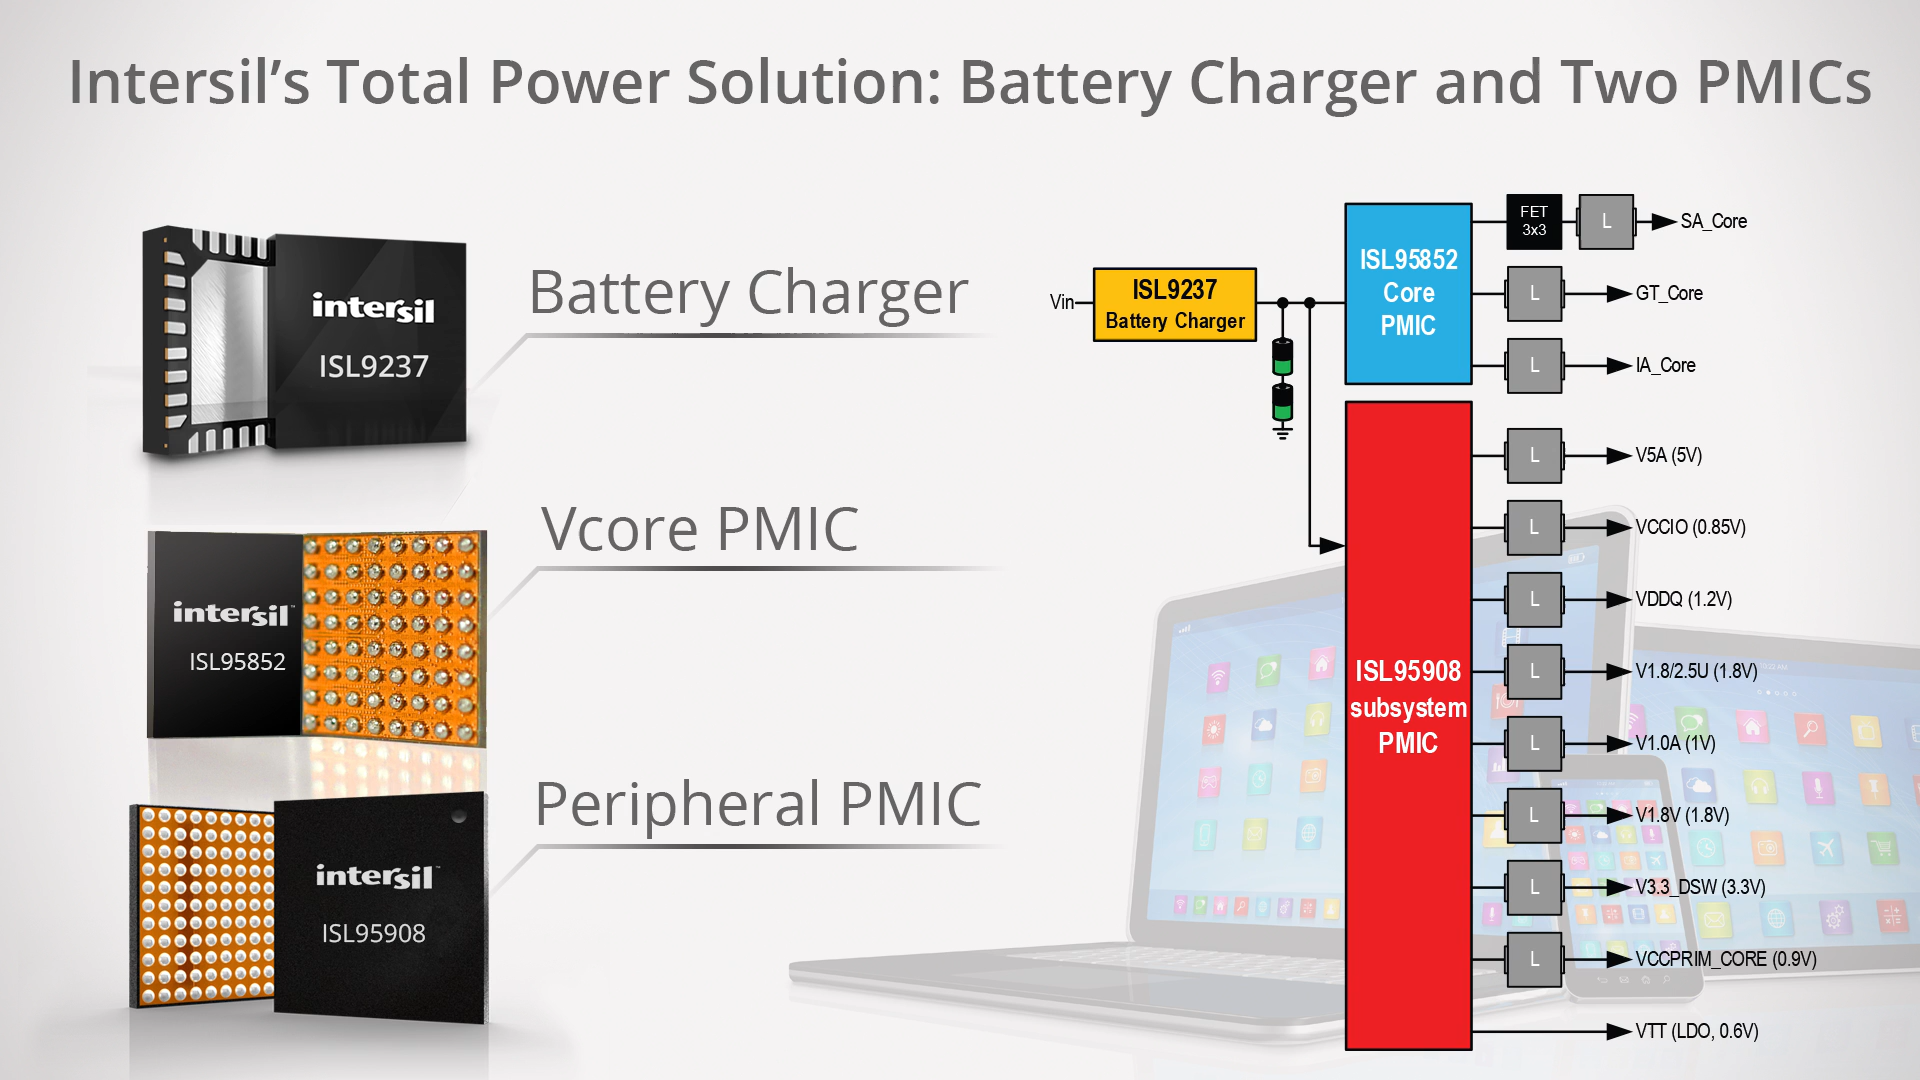 Intersil's Total Power Solution: Battery Charger and Two PMICs
intersil
ISL9237
Battery Charger
intersil™
ISL95852
Vcore PMIC
intersil™
ISL95908
Peripheral PMIC
Vin
ISL9237
Battery Charger
ISL95852
Core
PMIC
FET
3x3
L
SA_Core
L
GT_Core
L
IA_Core
ISL95908
subsystem
PMIC
L
V5A (5V)
L
VCCIO (0.85V)
L
VDDQ (1.2V)
L
V1.8/2.5U (1.8V)
L
V1.0A (1V)
L
V1.8V (1.8V)
L
V3.3_DSW (3.3V)
L
VCCPRIM_CORE (0.9V)
VTT (LDO, 0.6V)